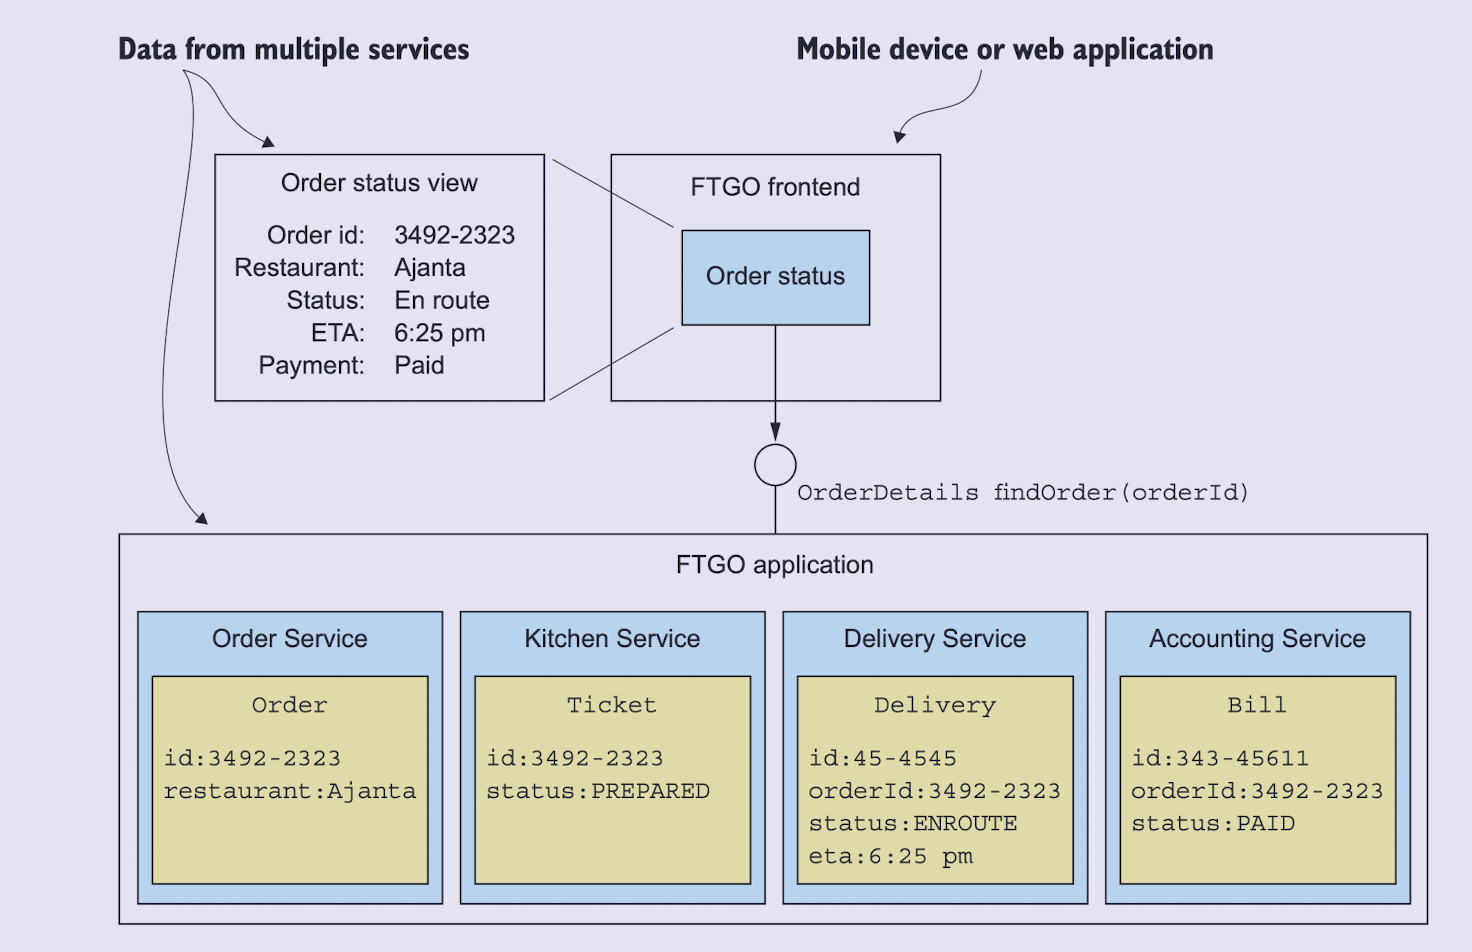 Data from multiple services
Mobile device or web application
Order status view
Order id: 3492-2323
Restaurant: Ajanta
Status: En route
ETA: 6:25 pm
Payment: Paid
FTGO frontend
Order status
OrderDetails findOrder(orderId)
FTGO application
Order Service
Order
id:3492-2323
restaurant:Ajanta
Kitchen Service
Ticket
id:3492-2323
status:PREPARED
Delivery Service
Delivery
id:45-4545
orderId:3492-2323
status:ENROUTE
eta:6:25 pm
Accounting Service
Bill
id:343-45611
orderId:3492-2323
status:PAID